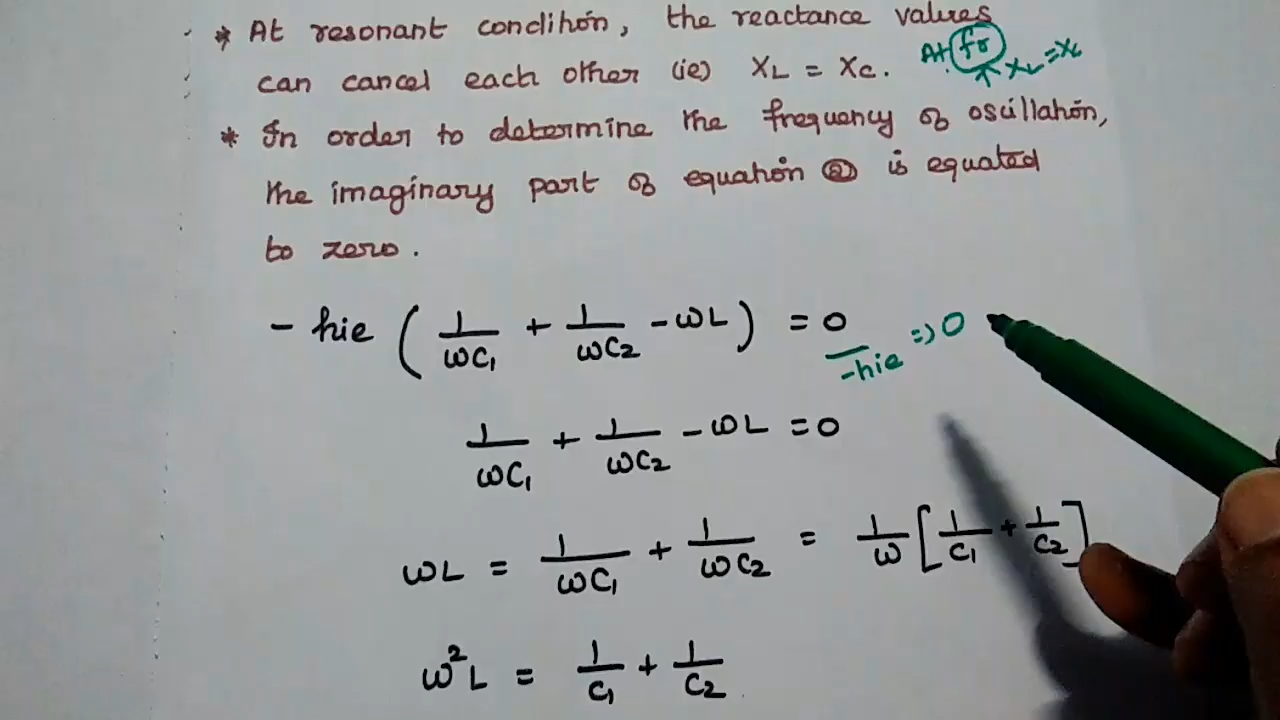 * At resonant condition, the reactance values
can cancel each other (ie) XL = XC. At fr XL = XC
* In order to determine the frequency of oscillation,
the imaginary part of equation ② is equated
to zero.
- hie ( 1/ωC1 + 1/ωC2 - ωL ) = 0/-hie => 0
1/ωC1 + 1/ωC2 - ωL = 0
ωL = 1/ωC1 + 1/ωC2 = 1/ω [ 1/C1 + 1/C2 ]
ω²L = 1/C1 + 1/C2